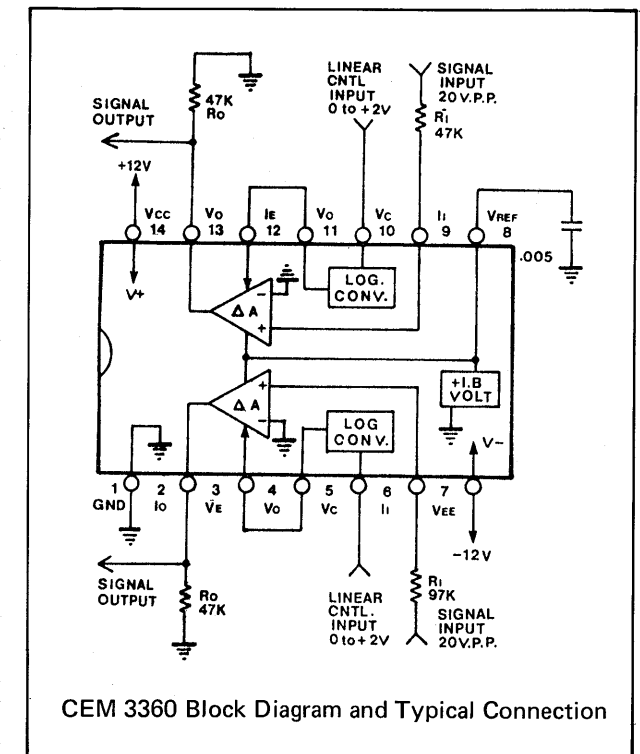 47K
Ro
SIGNAL
OUTPUT
+12V
LINEAR
CNTL
INPUT
0 to +2V
SIGNAL
INPUT
20 V.P.P.
RI
47K
VCC
14
VO
13
IE
12
VO
11
VC
10
II
9
VREF
8
.005
V+
LOG.
CONV.
ΔA
−
+
+I.B
VOLT
ΔA
+
−
LOG
CONV.
V−
1
GND
2
IO
3
VE
4
VO
5
VC
6
II
7
VEE
−12V
SIGNAL
OUTPUT
Ro
47K
LINEAR
CNTL.
INPUT
0 to + 2V
RI
97K
SIGNAL
INPUT
20V.P.P.
CEM 3360 Block Diagram and Typical Connection